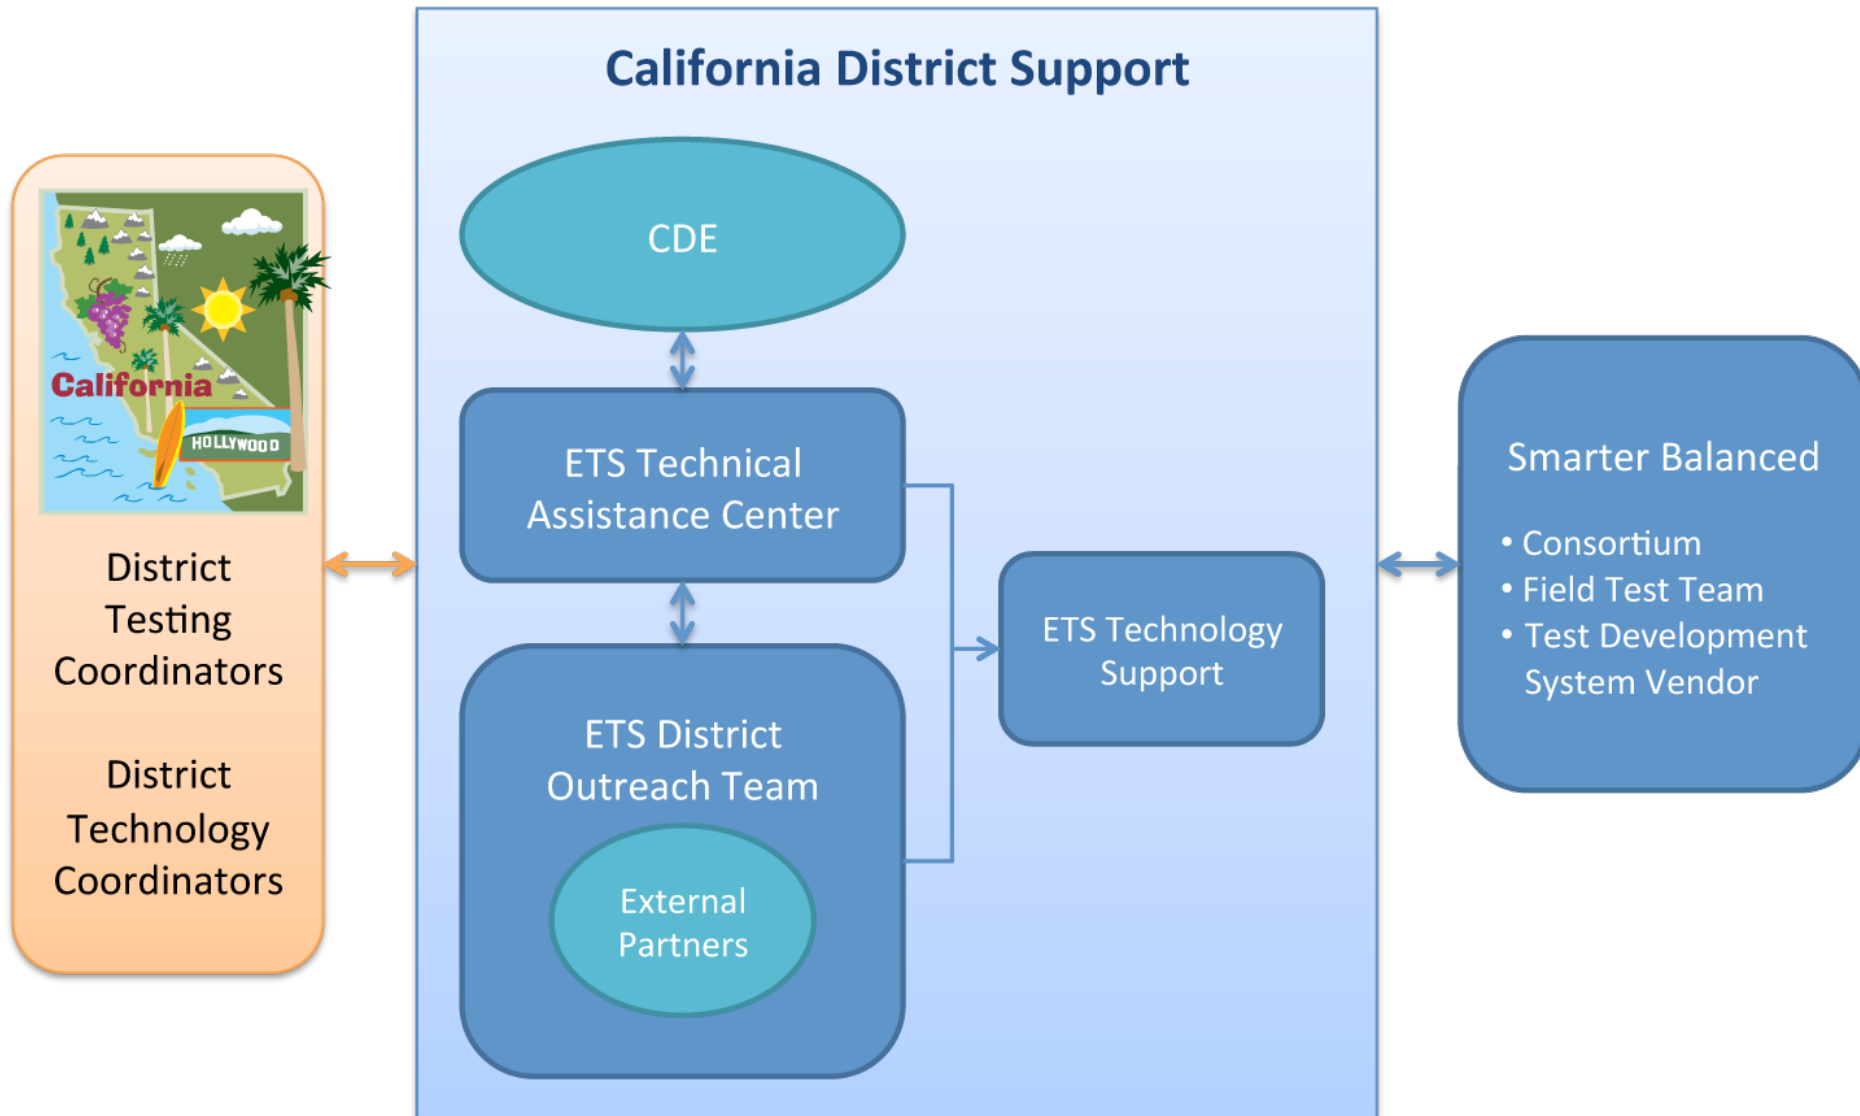 California District Support
California
HOLLYWOOD
District
Testing
Coordinators
District
Technology
Coordinators
CDE
ETS Technical
Assistance Center
ETS District
Outreach Team
External
Partners
ETS Technology
Support
Smarter Balanced
• Consortium
• Field Test Team
• Test Development
System Vendor